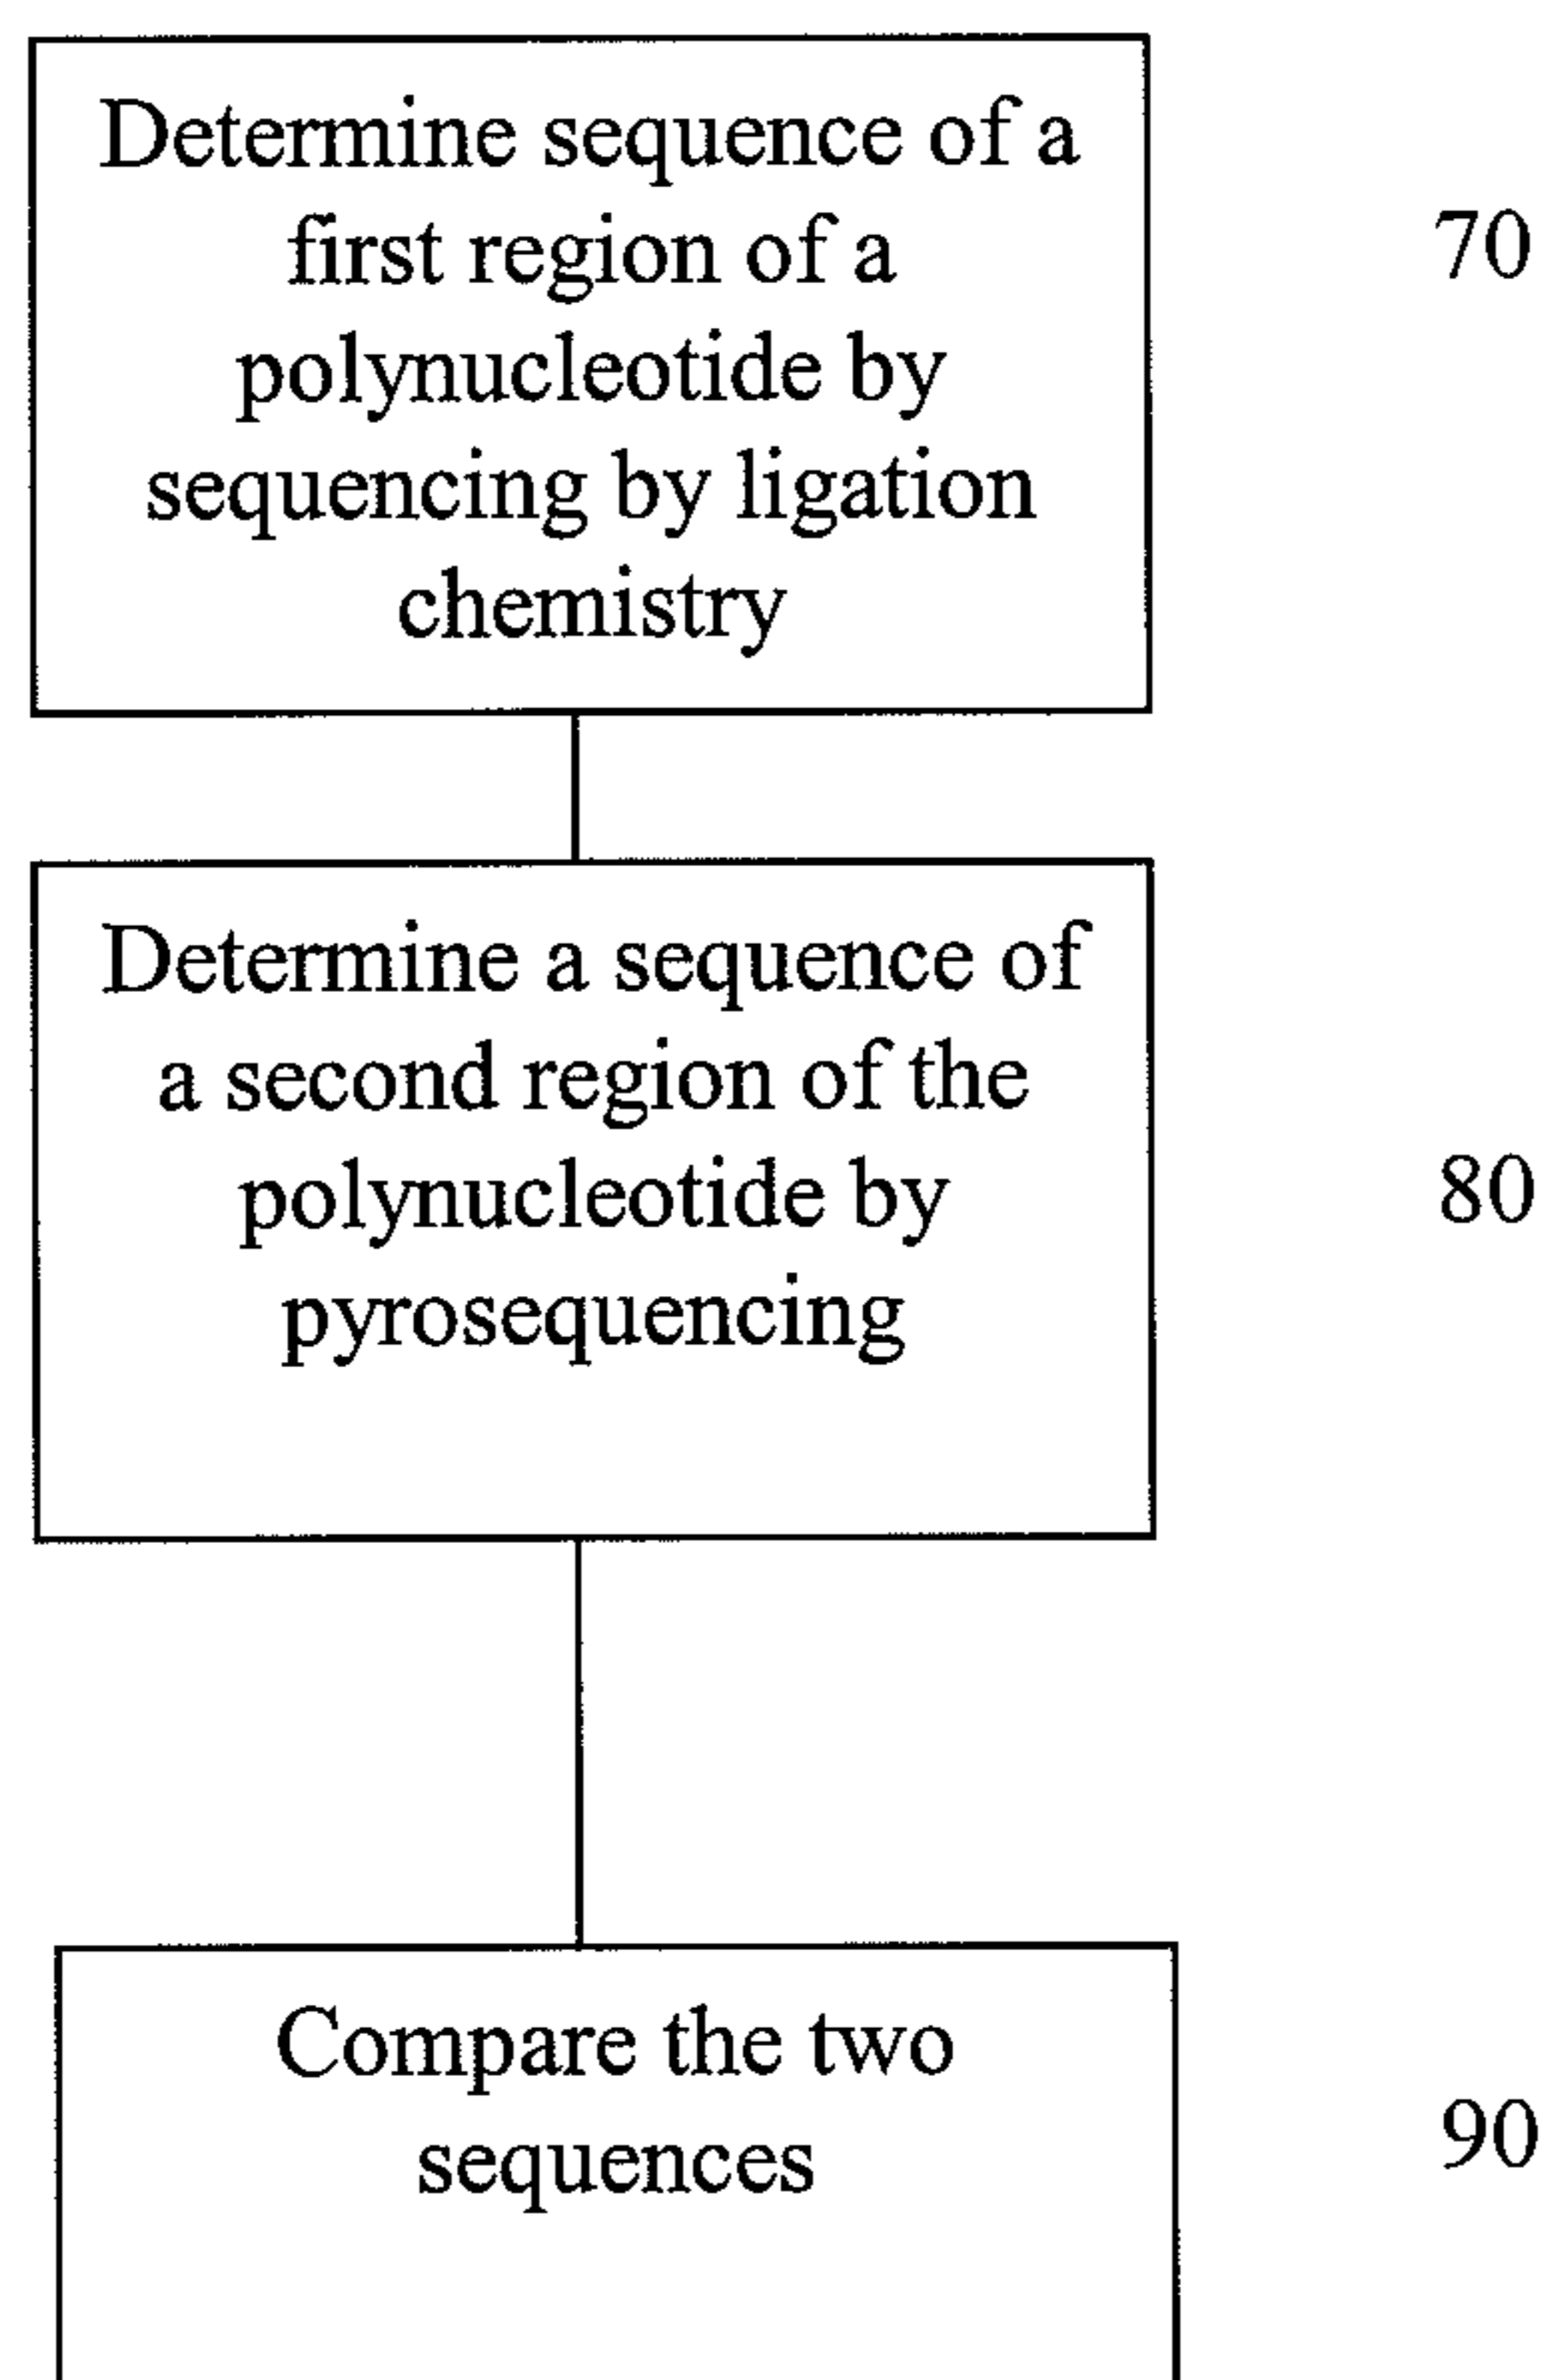 Determine sequence of a
first region of a
polynucleotide by
sequencing by ligation
chemistry
70
Determine a sequence of
a second region of the
polynucleotide by
pyrosequencing
80
Compare the two
sequences
90